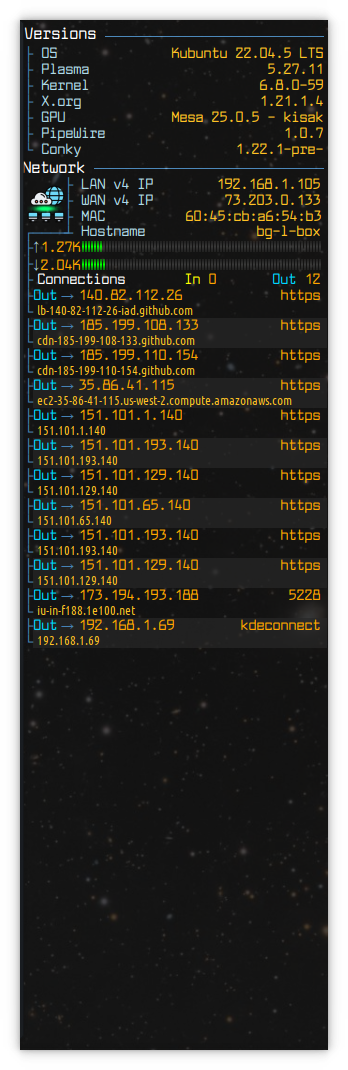 Versions
OS Kubuntu 22.04.5 LTS
Plasma 5.27.11
Kernel 6.8.0-59
X.org 1.21.1.4
GPU Mesa 25.0.5 - kisak
PipeWire 1.0.7
Conky 1.22.1-pre-
Network
LAN v4 IP 192.168.1.105
WAN v4 IP 73.203.0.133
MAC 60:45:cb:a6:54:b3
Hostname bg-l-box
↑1.27K
↓2.04K
Connections In 0 Out 12
Out → 140.82.112.26 https
lb-140-82-112-26-iad.github.com
Out → 185.199.108.133 https
cdn-185-199-108-133.github.com
Out → 185.199.110.154 https
cdn-185-199-110-154.github.com
Out → 35.86.41.115 https
ec2-35-86-41-115.us-west-2.compute.amazonaws.com
Out → 151.101.1.140 https
151.101.1.140
Out → 151.101.193.140 https
151.101.193.140
Out → 151.101.129.140 https
151.101.129.140
Out → 151.101.65.140 https
151.101.65.140
Out → 151.101.193.140 https
151.101.193.140
Out → 151.101.129.140 https
151.101.129.140
Out → 173.194.193.188 5228
iu-in-f188.1e100.net
Out → 192.168.1.69 kdeconnect
192.168.1.69